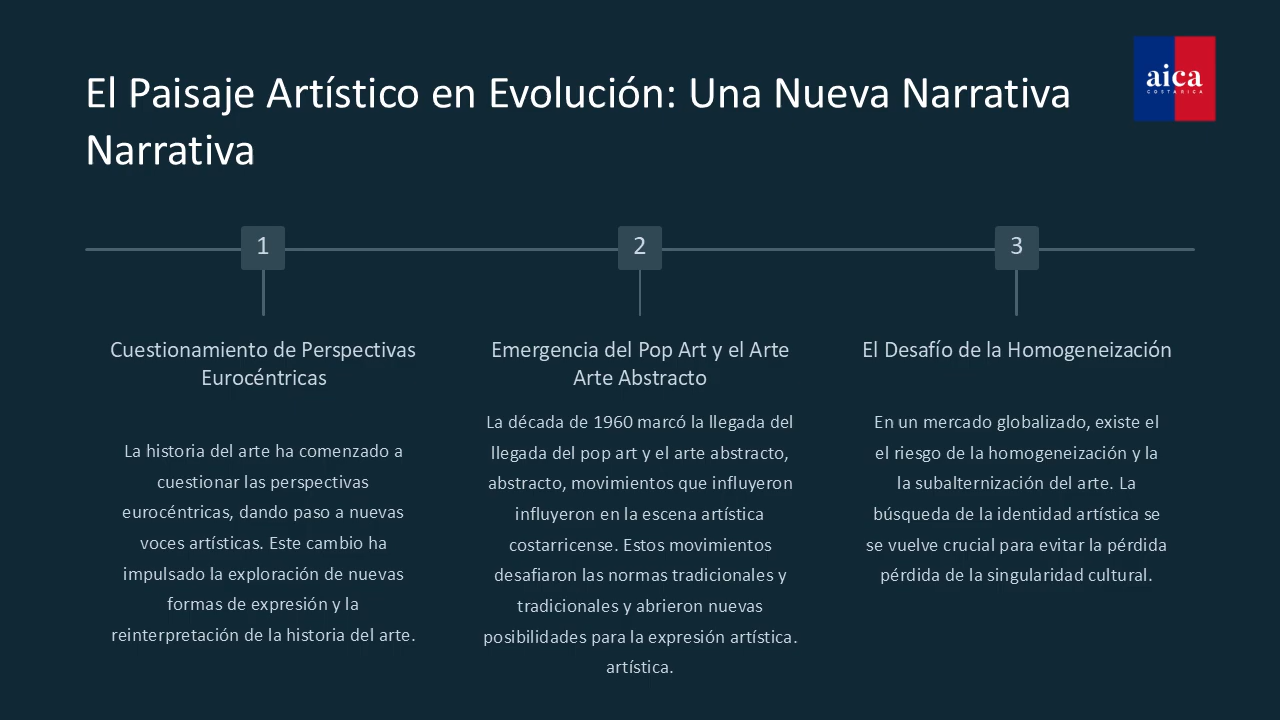 El Paisaje Artístico en Evolución: Una Nueva Narrativa
Narrativa
aica
COSTARICA
1
2
3
Cuestionamiento de Perspectivas
Eurocéntricas
La historia del arte ha comenzado a
cuestionar las perspectivas
eurocéntricas, dando paso a nuevas
voces artísticas. Este cambio ha
impulsado la exploración de nuevas
formas de expresión y la
reinterpretación de la historia del arte.
Emergencia del Pop Art y el Arte
Arte Abstracto
La década de 1960 marcó la llegada del
llegada del pop art y el arte abstracto,
abstracto, movimientos que influyeron
influyeron en la escena artística
costarricense. Estos movimientos
desafiaron las normas tradicionales y
tradicionales y abrieron nuevas
posibilidades para la expresión artística.
artística.
El Desafío de la Homogeneización
En un mercado globalizado, existe el
el riesgo de la homogeneización y la
la subalternización del arte. La
búsqueda de la identidad artística se
se vuelve crucial para evitar la pérdida
pérdida de la singularidad cultural.